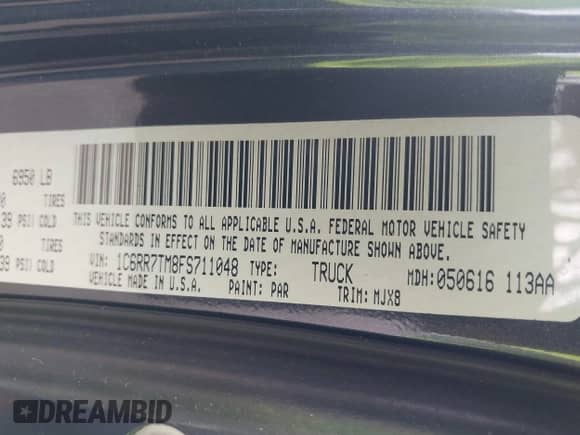 6950 LB
0 TIRES
39 PSI) COLD
0 TIRES
39 PSI) COLD
THIS VEHICLE CONFORMS TO ALL APPLICABLE U.S.A. FEDERAL MOTOR VEHICLE SAFETY
STANDARDS IN EFFECT ON THE DATE OF MANUFACTURE SHOWN ABOVE.
VIN: 1C6RR7TM8FS711048 TYPE: TRUCK MDH: 050616 113AA
VEHICLE MADE IN U.S.A. PAINT: PAR TRIM: MJX8
DREAMBID